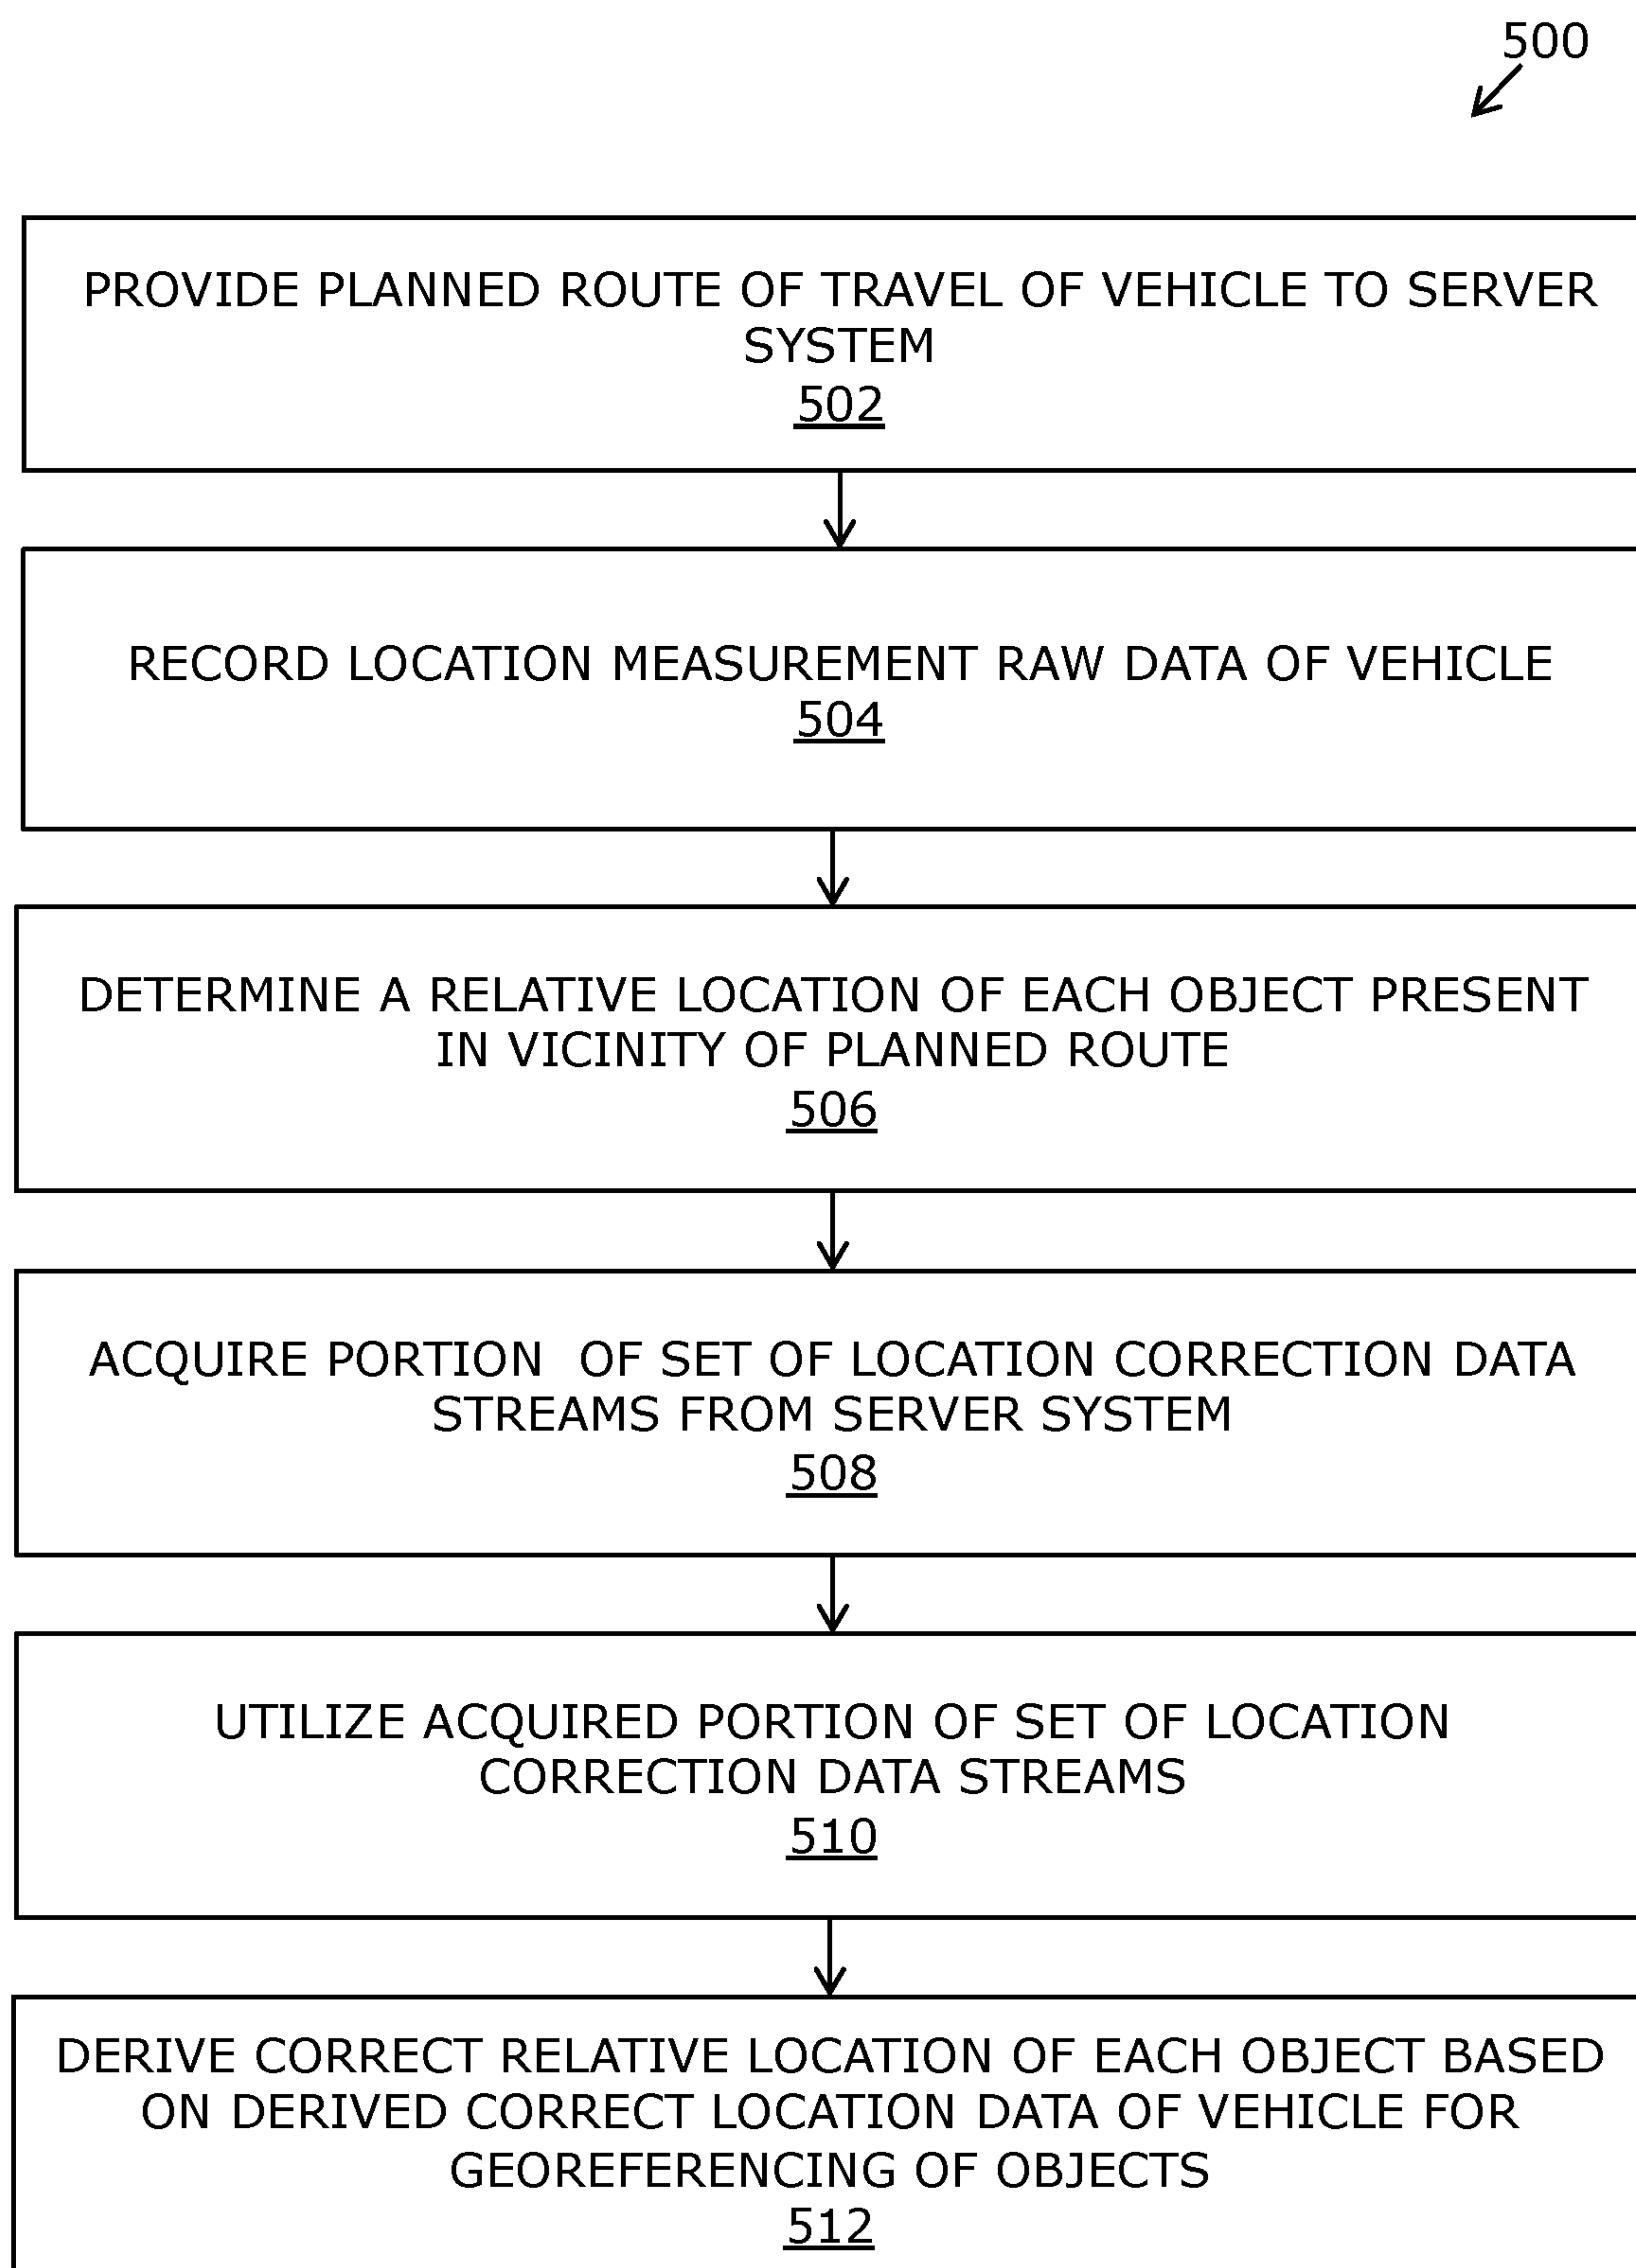 500
PROVIDE PLANNED ROUTE OF TRAVEL OF VEHICLE TO SERVER
SYSTEM
502
RECORD LOCATION MEASUREMENT RAW DATA OF VEHICLE
504
DETERMINE A RELATIVE LOCATION OF EACH OBJECT PRESENT
IN VICINITY OF PLANNED ROUTE
506
ACQUIRE PORTION OF SET OF LOCATION CORRECTION DATA
STREAMS FROM SERVER SYSTEM
508
UTILIZE ACQUIRED PORTION OF SET OF LOCATION
CORRECTION DATA STREAMS
510
DERIVE CORRECT RELATIVE LOCATION OF EACH OBJECT BASED
ON DERIVED CORRECT LOCATION DATA OF VEHICLE FOR
GEOREFERENCING OF OBJECTS
512